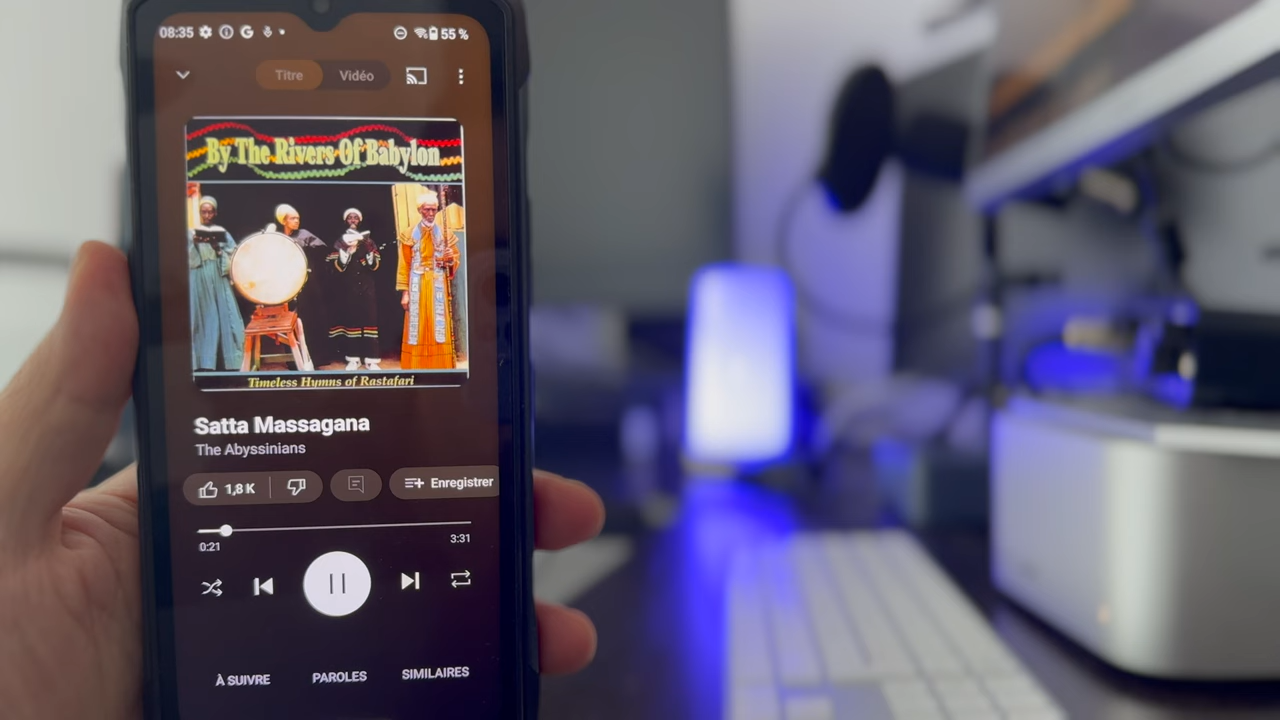 08:35 G 55 %
Titre Vidéo
By The Rivers Of Babylon
Timeless Hymns of Rastafari
Satta Massagana
The Abyssinians
1,8 K Enregistrer
0:21 3:31
À SUIVRE PAROLES SIMILAIRES